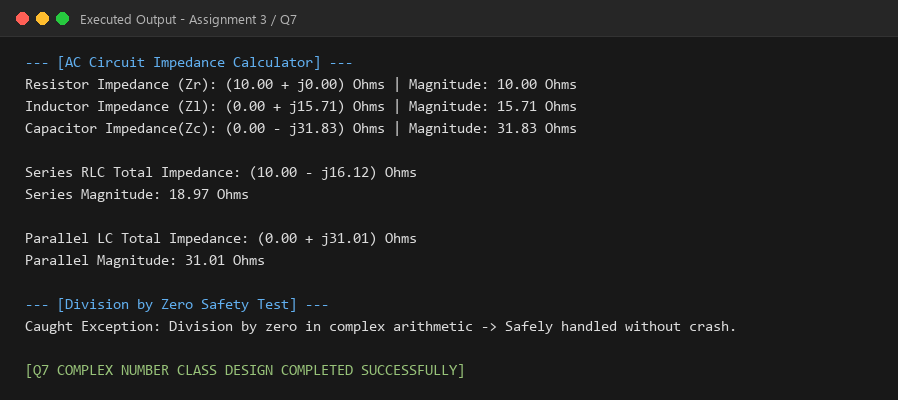 Executed Output - Assignment 3 / Q7
--- [AC Circuit Impedance Calculator] ---
Resistor Impedance (Zr): (10.00 + j0.00) Ohms | Magnitude: 10.00 Ohms
Inductor Impedance (Zl): (0.00 + j15.71) Ohms | Magnitude: 15.71 Ohms
Capacitor Impedance(Zc): (0.00 - j31.83) Ohms | Magnitude: 31.83 Ohms
Series RLC Total Impedance: (10.00 - j16.12) Ohms
Series Magnitude: 18.97 Ohms
Parallel LC Total Impedance: (0.00 + j31.01) Ohms
Parallel Magnitude: 31.01 Ohms
--- [Division by Zero Safety Test] ---
Caught Exception: Division by zero in complex arithmetic -> Safely handled without crash.
[Q7 COMPLEX NUMBER CLASS DESIGN COMPLETED SUCCESSFULLY]